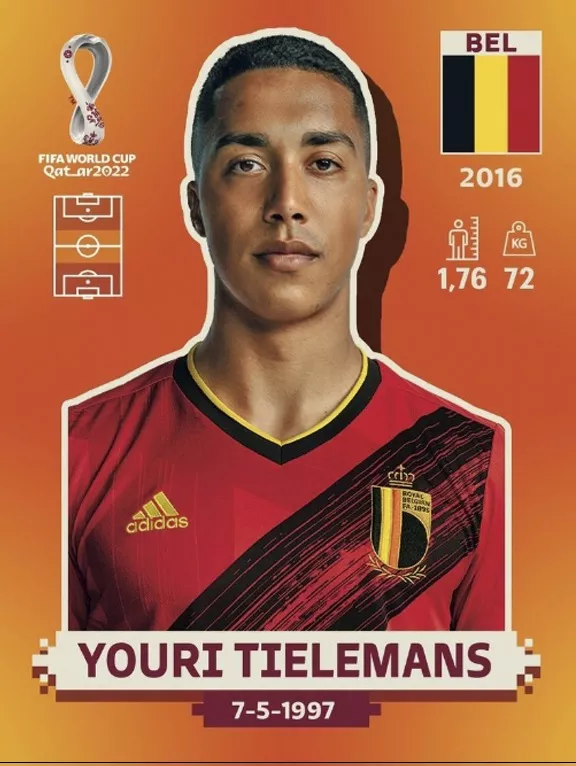 FIFA WORLD CUP
Qatar2022
BEL
2016
KG
1,76 72
adidas
ROYAL
BELGIAN
FA·1895
YOURI TIELEMANS
7-5-1997